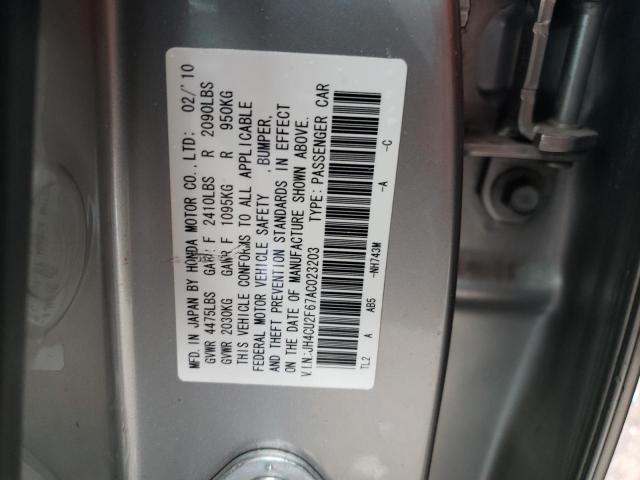 MFD. IN JAPAN BY HONDA MOTOR CO., LTD: 02/'10
GVWR 4475LBS GAWR F 2410LBS R 2090LBS
GVWR 2030KG GAWR F 1095KG R 950KG
THIS VEHICLE CONFORMS TO ALL APPLICABLE
FEDERAL MOTOR VEHICLE SAFETY , BUMPER,
AND THEFT PREVENTION STANDARDS IN EFFECT
ON THE DATE OF MANUFACTURE SHOWN ABOVE.
V.I.N.:JH4CU2F67AC023203 TYPE: PASSENGER CAR
TL2 A AB5 -NH743M -A -C